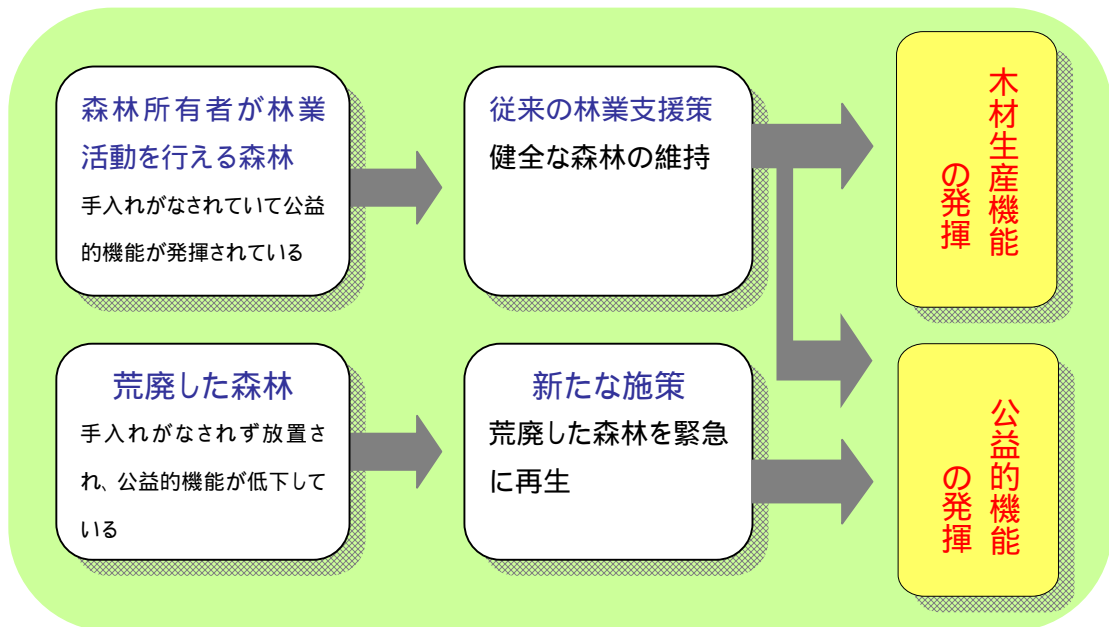 森林所有者が林業
活動を行える森林
手入れがなされていて公益
的機能が発揮されている
従来の林業支援策
健全な森林の維持
木材生産機能
の発揮
荒廃した森林
手入れがなされず放置さ
れ、公益的機能が低下して
いる
新たな施策
荒廃した森林を緊急
に再生
公益的機能
の発揮